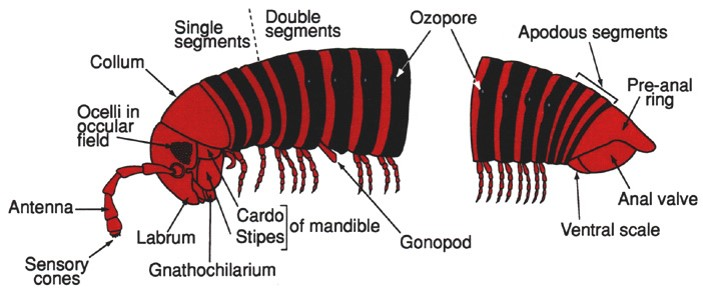 Single
segments
Double
segments
Ozopore
Apodous segments
Collum
Pre-anal
ring
Ocelli in
occular
field
Antenna
Anal valve
Cardo
Stipes
of mandible
Labrum
Gonopod
Ventral scale
Sensory
cones
Gnathochilarium